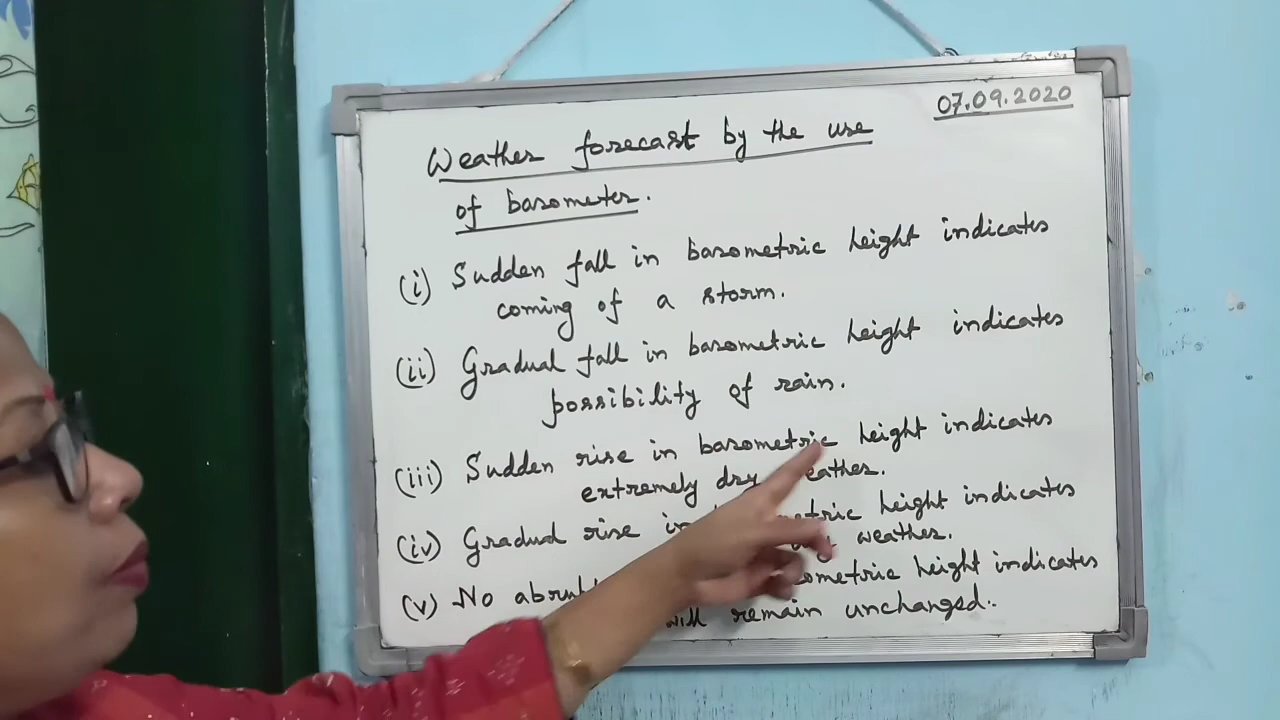 07.09.2020
Weather forecast by the use
of barometer.
(i) Sudden fall in barometric height indicates
coming of a storm.
(ii) Gradual fall in barometric height indicates
possibility of rain.
(iii) Sudden rise in barometric height indicates
extremely dry weather.
(iv) Gradual rise in height indicates
weather.
(v) No height indicates
will remain unchanged.